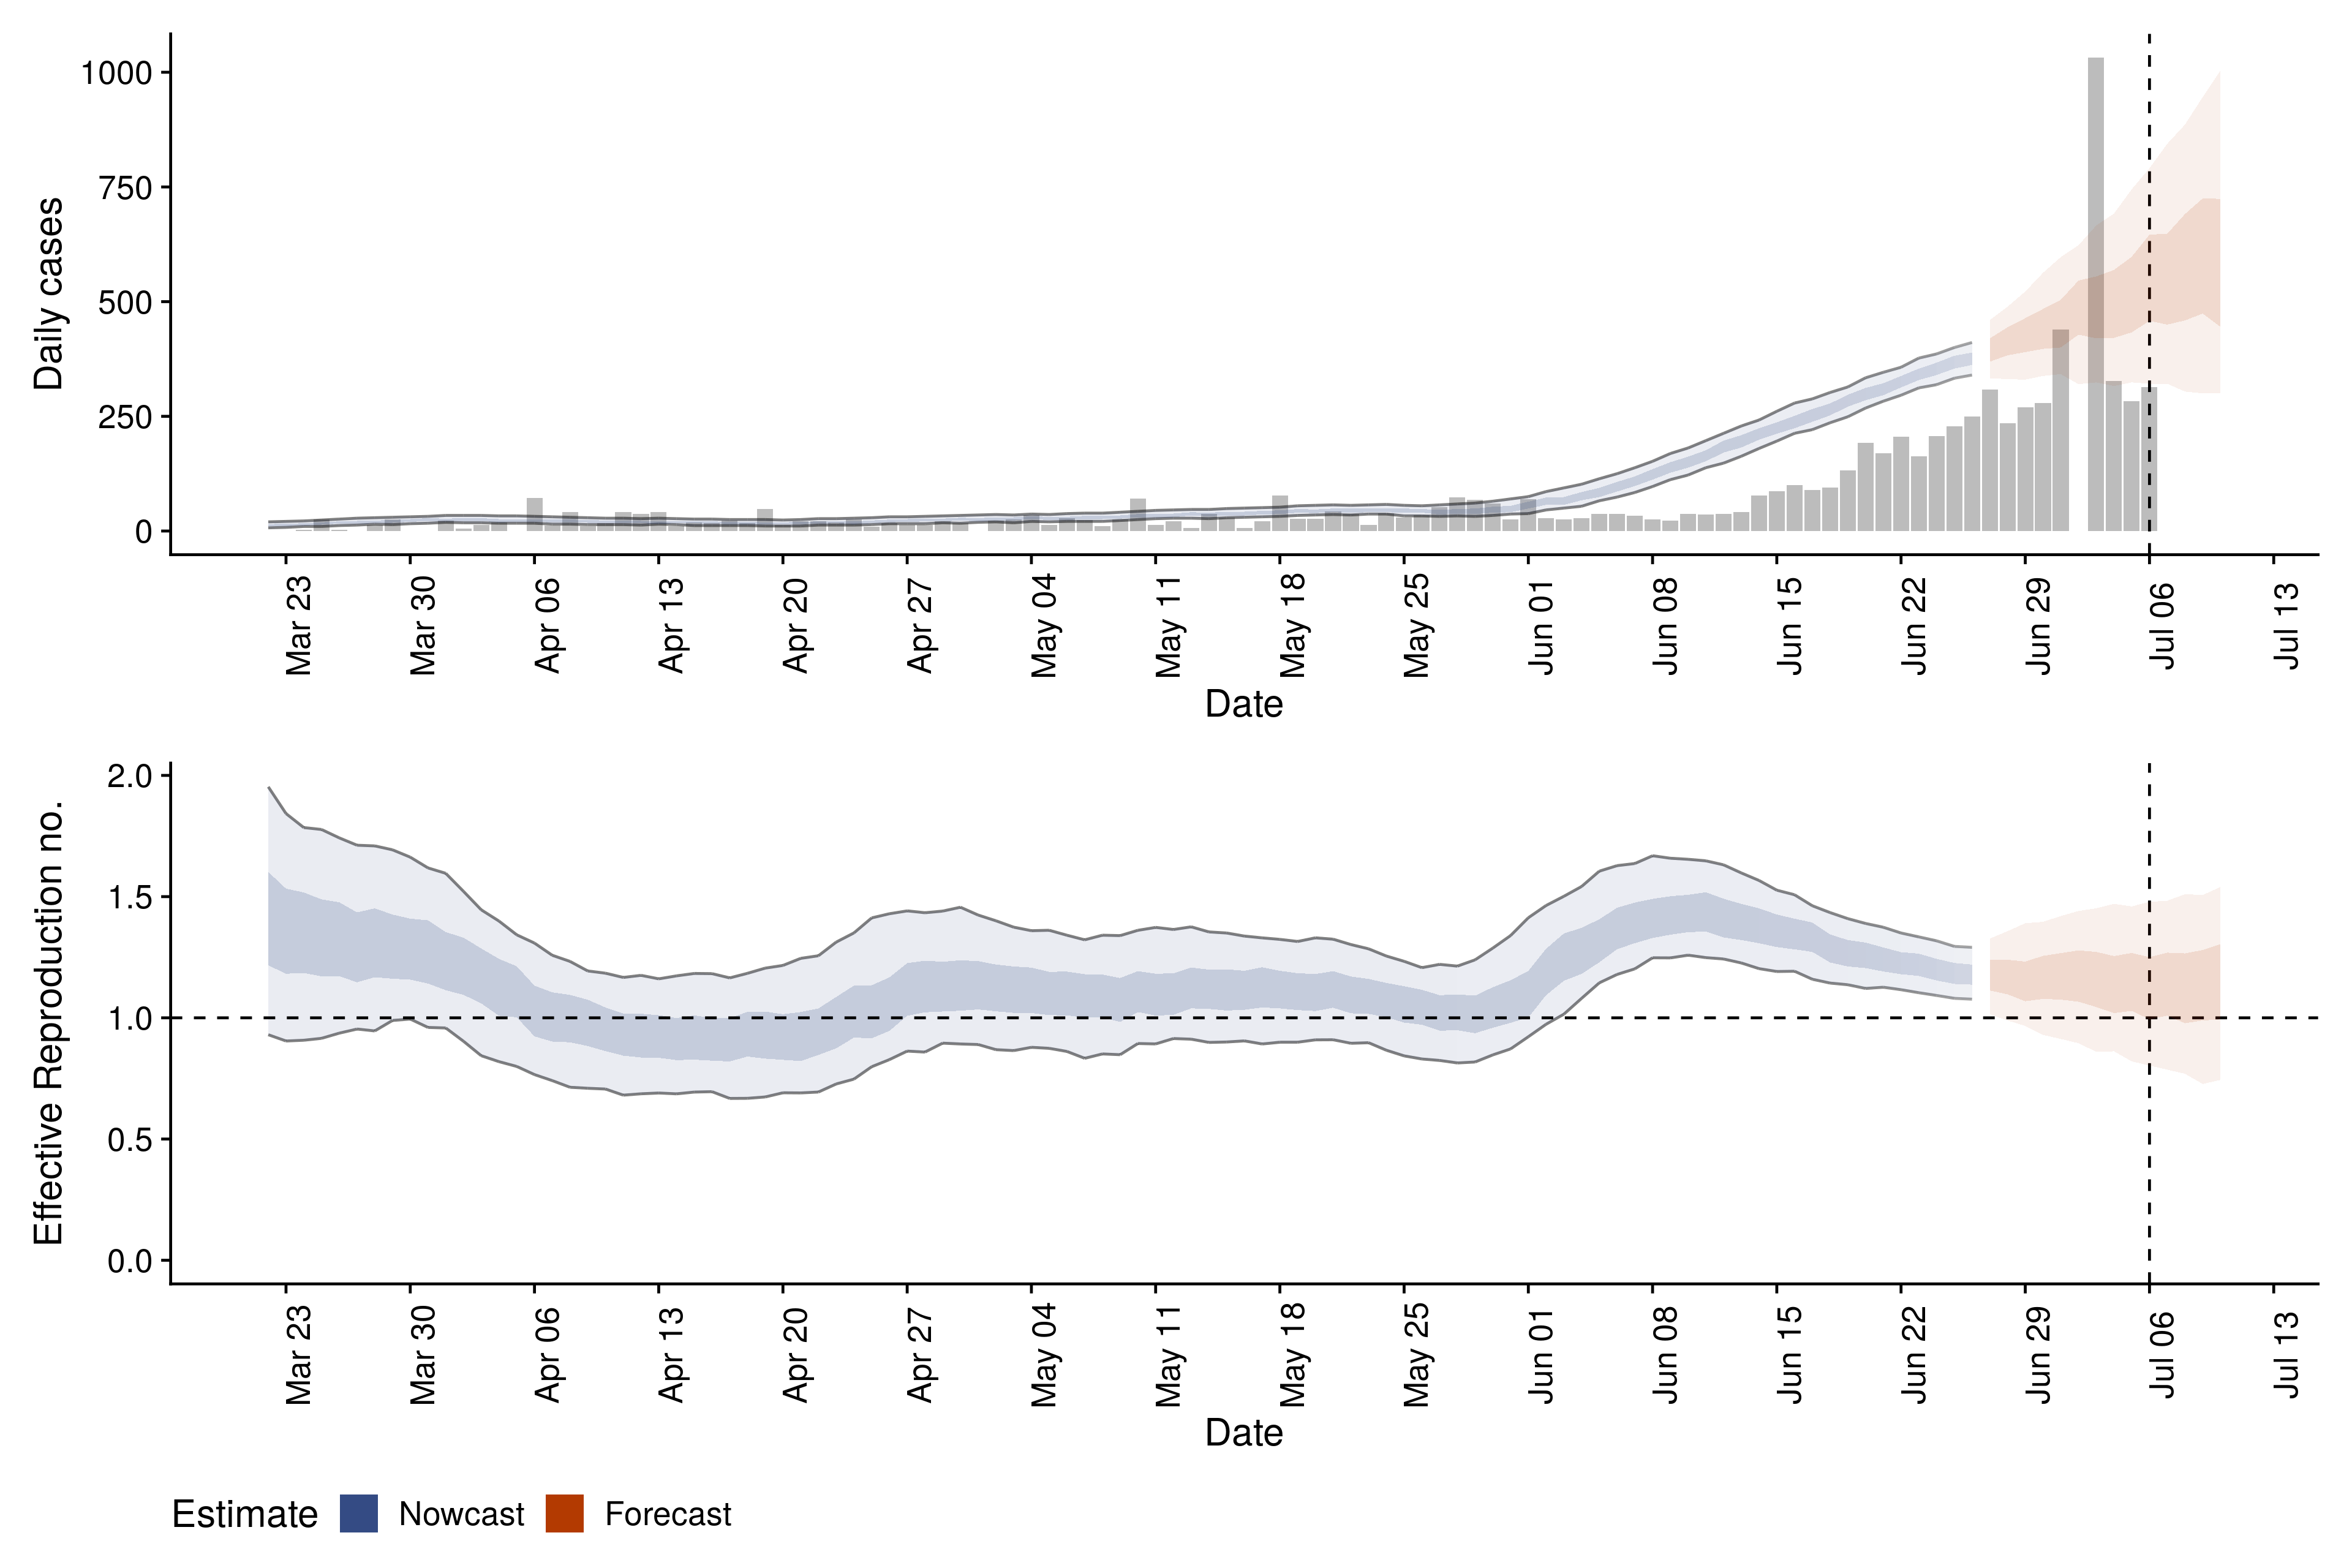 Daily cases
1000
750
500
250
0
Mar 23
Mar 30
Apr 06
Apr 13
Apr 20
Apr 27
May 04
May 11
May 18
May 25
Jun 01
Jun 08
Jun 15
Jun 22
Jun 29
Jul 06
Jul 13
Date
Effective Reproduction no.
2.0
1.5
1.0
0.5
0.0
Mar 23
Mar 30
Apr 06
Apr 13
Apr 20
Apr 27
May 04
May 11
May 18
May 25
Jun 01
Jun 08
Jun 15
Jun 22
Jun 29
Jul 06
Jul 13
Date
Estimate Nowcast Forecast